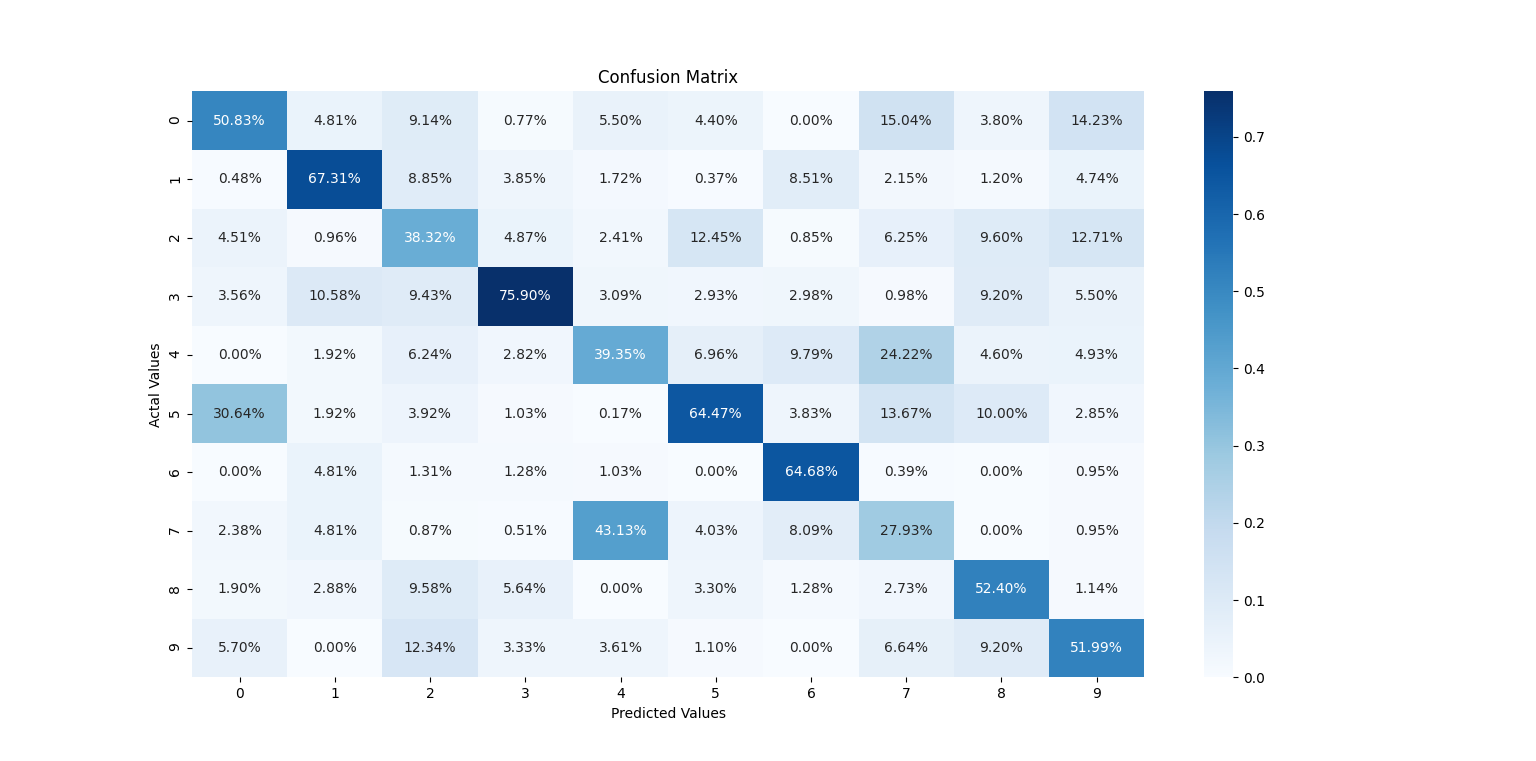 Confusion Matrix
0 50.83% 4.81% 9.14% 0.77% 5.50% 4.40% 0.00% 15.04% 3.80% 14.23%
1 0.48% 67.31% 8.85% 3.85% 1.72% 0.37% 8.51% 2.15% 1.20% 4.74%
2 4.51% 0.96% 38.32% 4.87% 2.41% 12.45% 0.85% 6.25% 9.60% 12.71%
3 3.56% 10.58% 9.43% 75.90% 3.09% 2.93% 2.98% 0.98% 9.20% 5.50%
4 0.00% 1.92% 6.24% 2.82% 39.35% 6.96% 9.79% 24.22% 4.60% 4.93%
5 30.64% 1.92% 3.92% 1.03% 0.17% 64.47% 3.83% 13.67% 10.00% 2.85%
6 0.00% 4.81% 1.31% 1.28% 1.03% 0.00% 64.68% 0.39% 0.00% 0.95%
7 2.38% 4.81% 0.87% 0.51% 43.13% 4.03% 8.09% 27.93% 0.00% 0.95%
8 1.90% 2.88% 9.58% 5.64% 0.00% 3.30% 1.28% 2.73% 52.40% 1.14%
9 5.70% 0.00% 12.34% 3.33% 3.61% 1.10% 0.00% 6.64% 9.20% 51.99%
0 1 2 3 4 5 6 7 8 9
Predicted Values
Actal Values
0.7
0.6
0.5
0.4
0.3
0.2
0.1
0.0